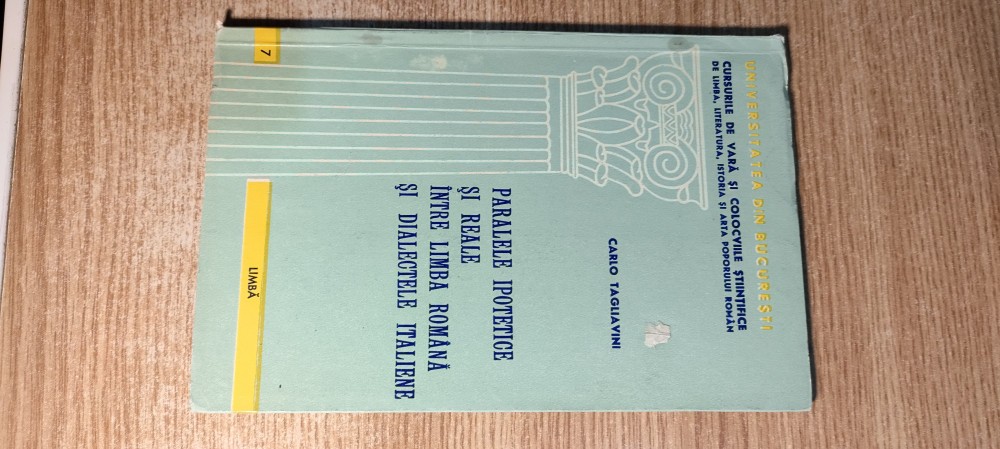 UNIVERSITATEA DIN BUCUREȘTI
CURSURILE DE VARĂ ȘI COLOCVIILE ȘTIINȚIFICE
DE LIMBA, LITERATURA, ISTORIA ȘI ARTA POPORULUI ROMÂN
CARLO TAGLIAVINI
PARALELE IPOTETICE
ȘI REALE
ÎNTRE LIMBA ROMÂNĂ
ȘI DIALECTELE ITALIENE
7
LIMBĂ